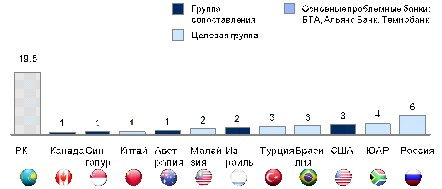 Группа
сопоставления
Основные проблемные банки:
БТА, Альянс Банк, Темирбанк
Целевая группа
19.5
1 1 1 1 2 2 3 3 3 4 6
РК Канада Син- Китай Авст- Малай- Из- Турция Брази- США ЮАР Россия
гапур ралия зия раиль лия